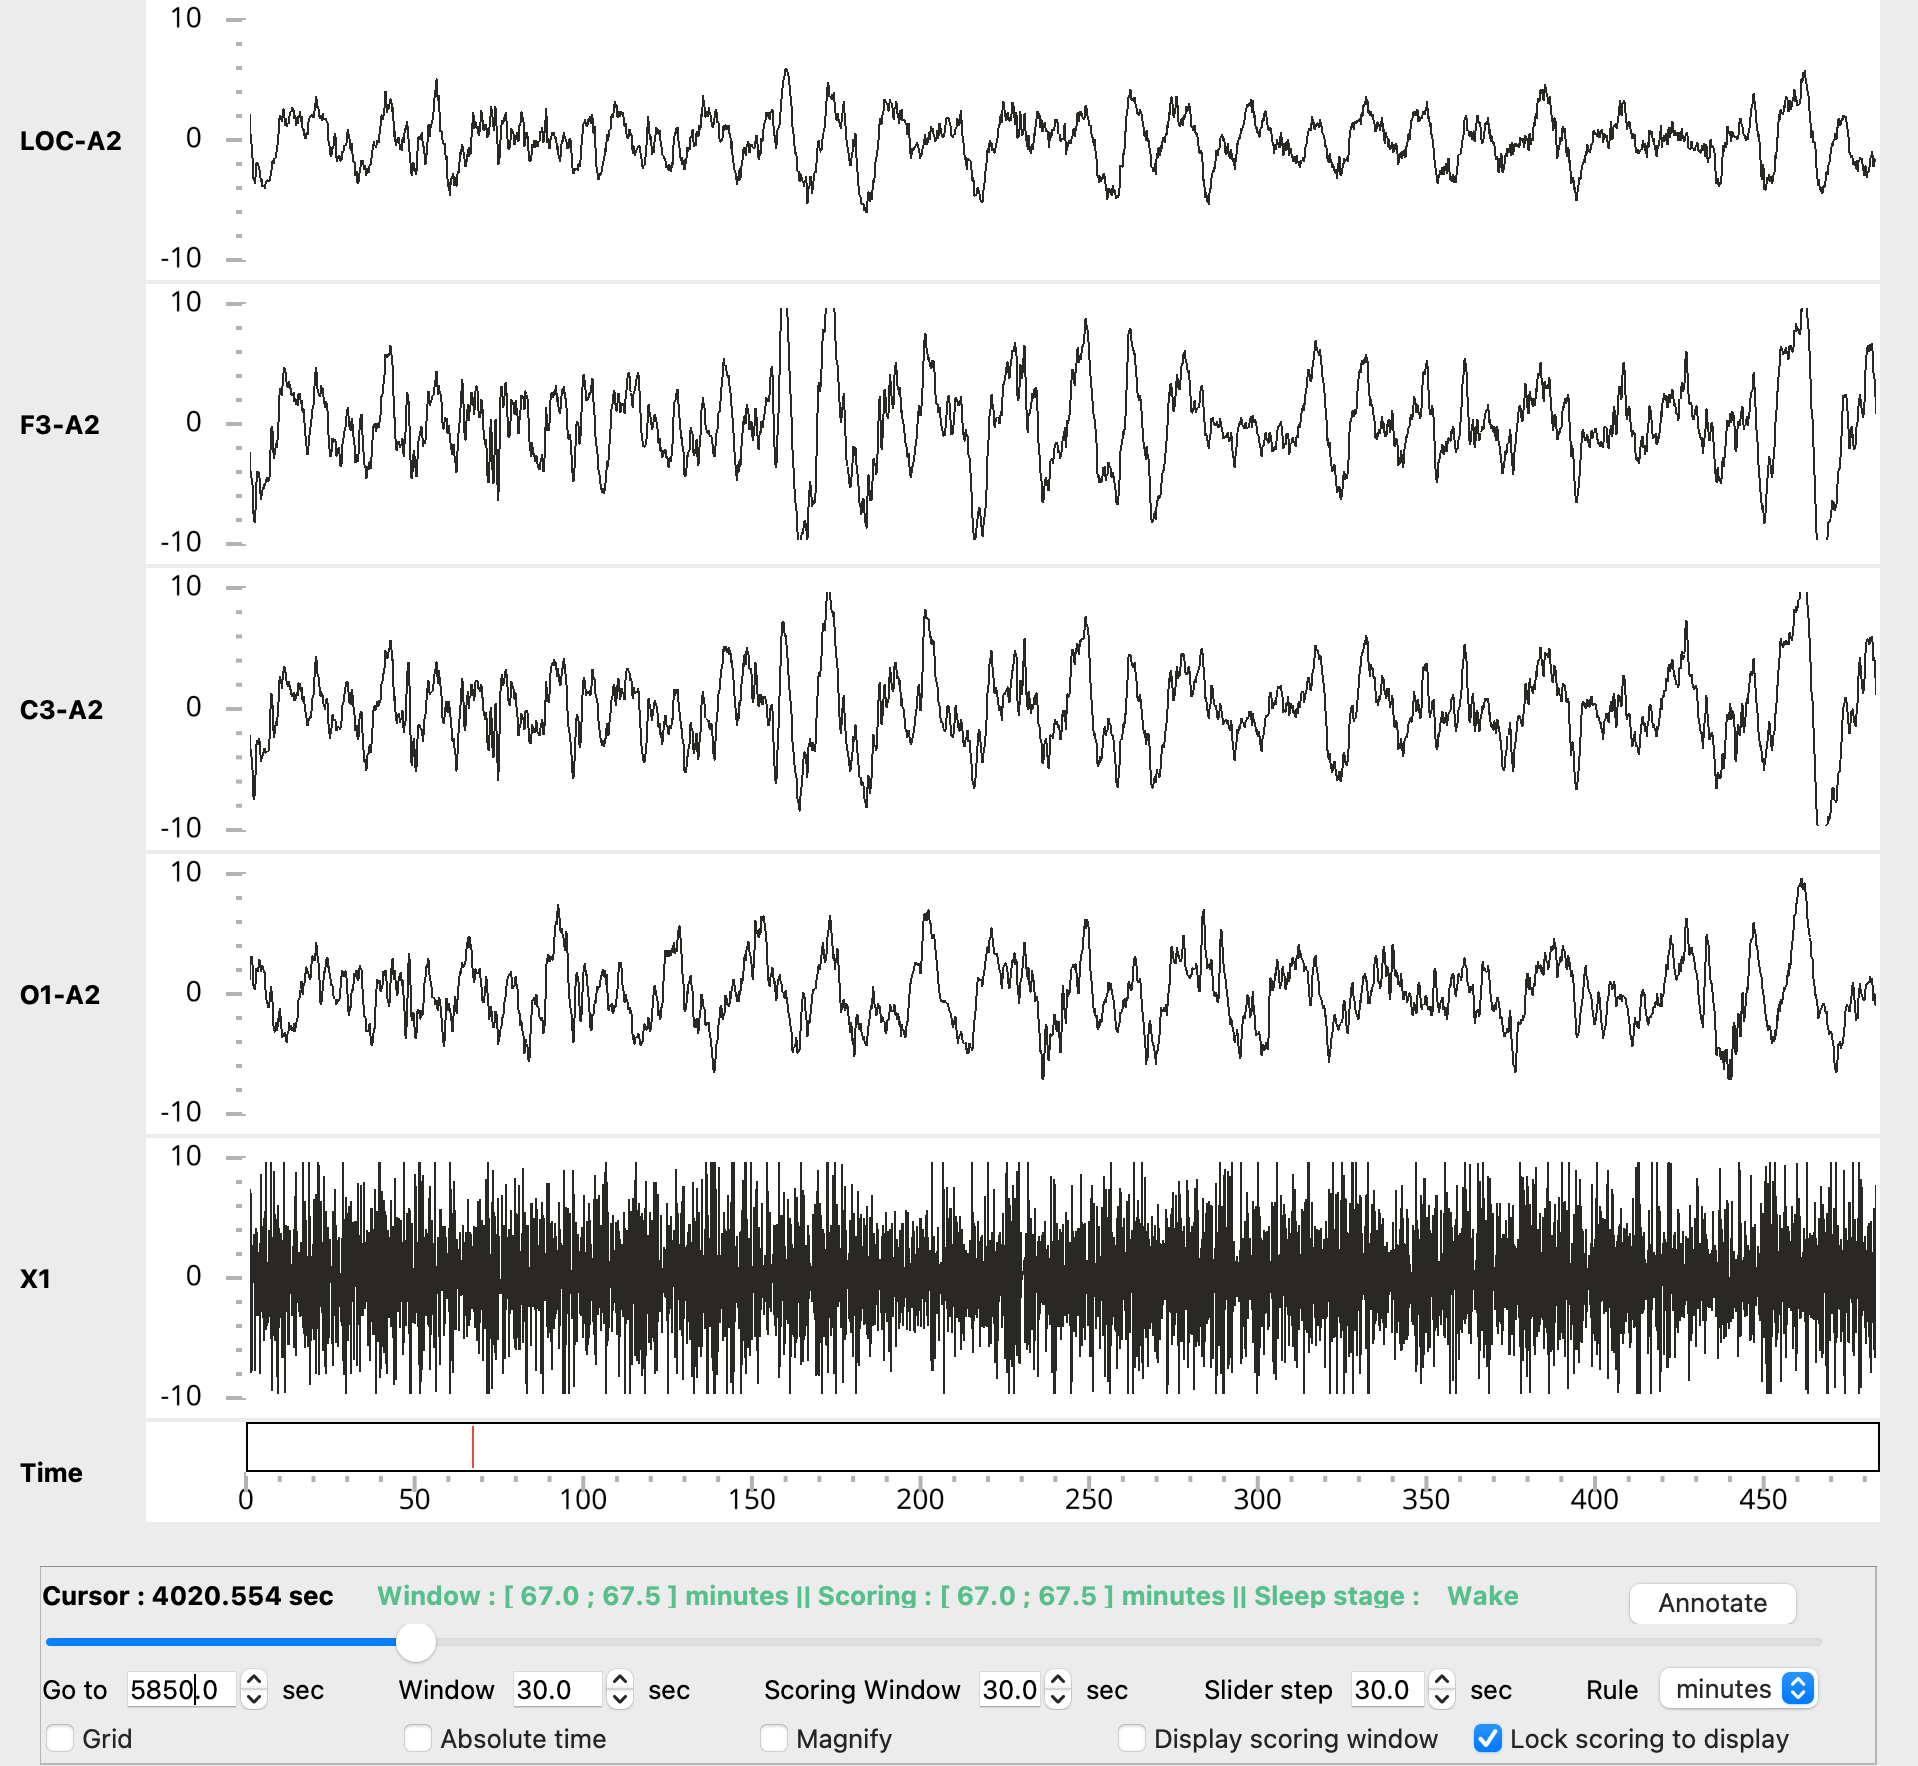 10
LOC-A2
0
-10
10
F3-A2
0
-10
10
C3-A2
0
-10
10
O1-A2
0
-10
10
X1
0
-10
Time
0 50 100 150 200 250 300 350 400 450
Cursor : 4020.554 sec Window : [ 67.0 ; 67.5 ] minutes || Scoring : [ 67.0 ; 67.5 ] minutes || Sleep stage : Wake Annotate
Go to 5850.0 sec Window 30.0 sec Scoring Window 30.0 sec Slider step 30.0 sec Rule minutes
Grid Absolute time Magnify Display scoring window Lock scoring to display